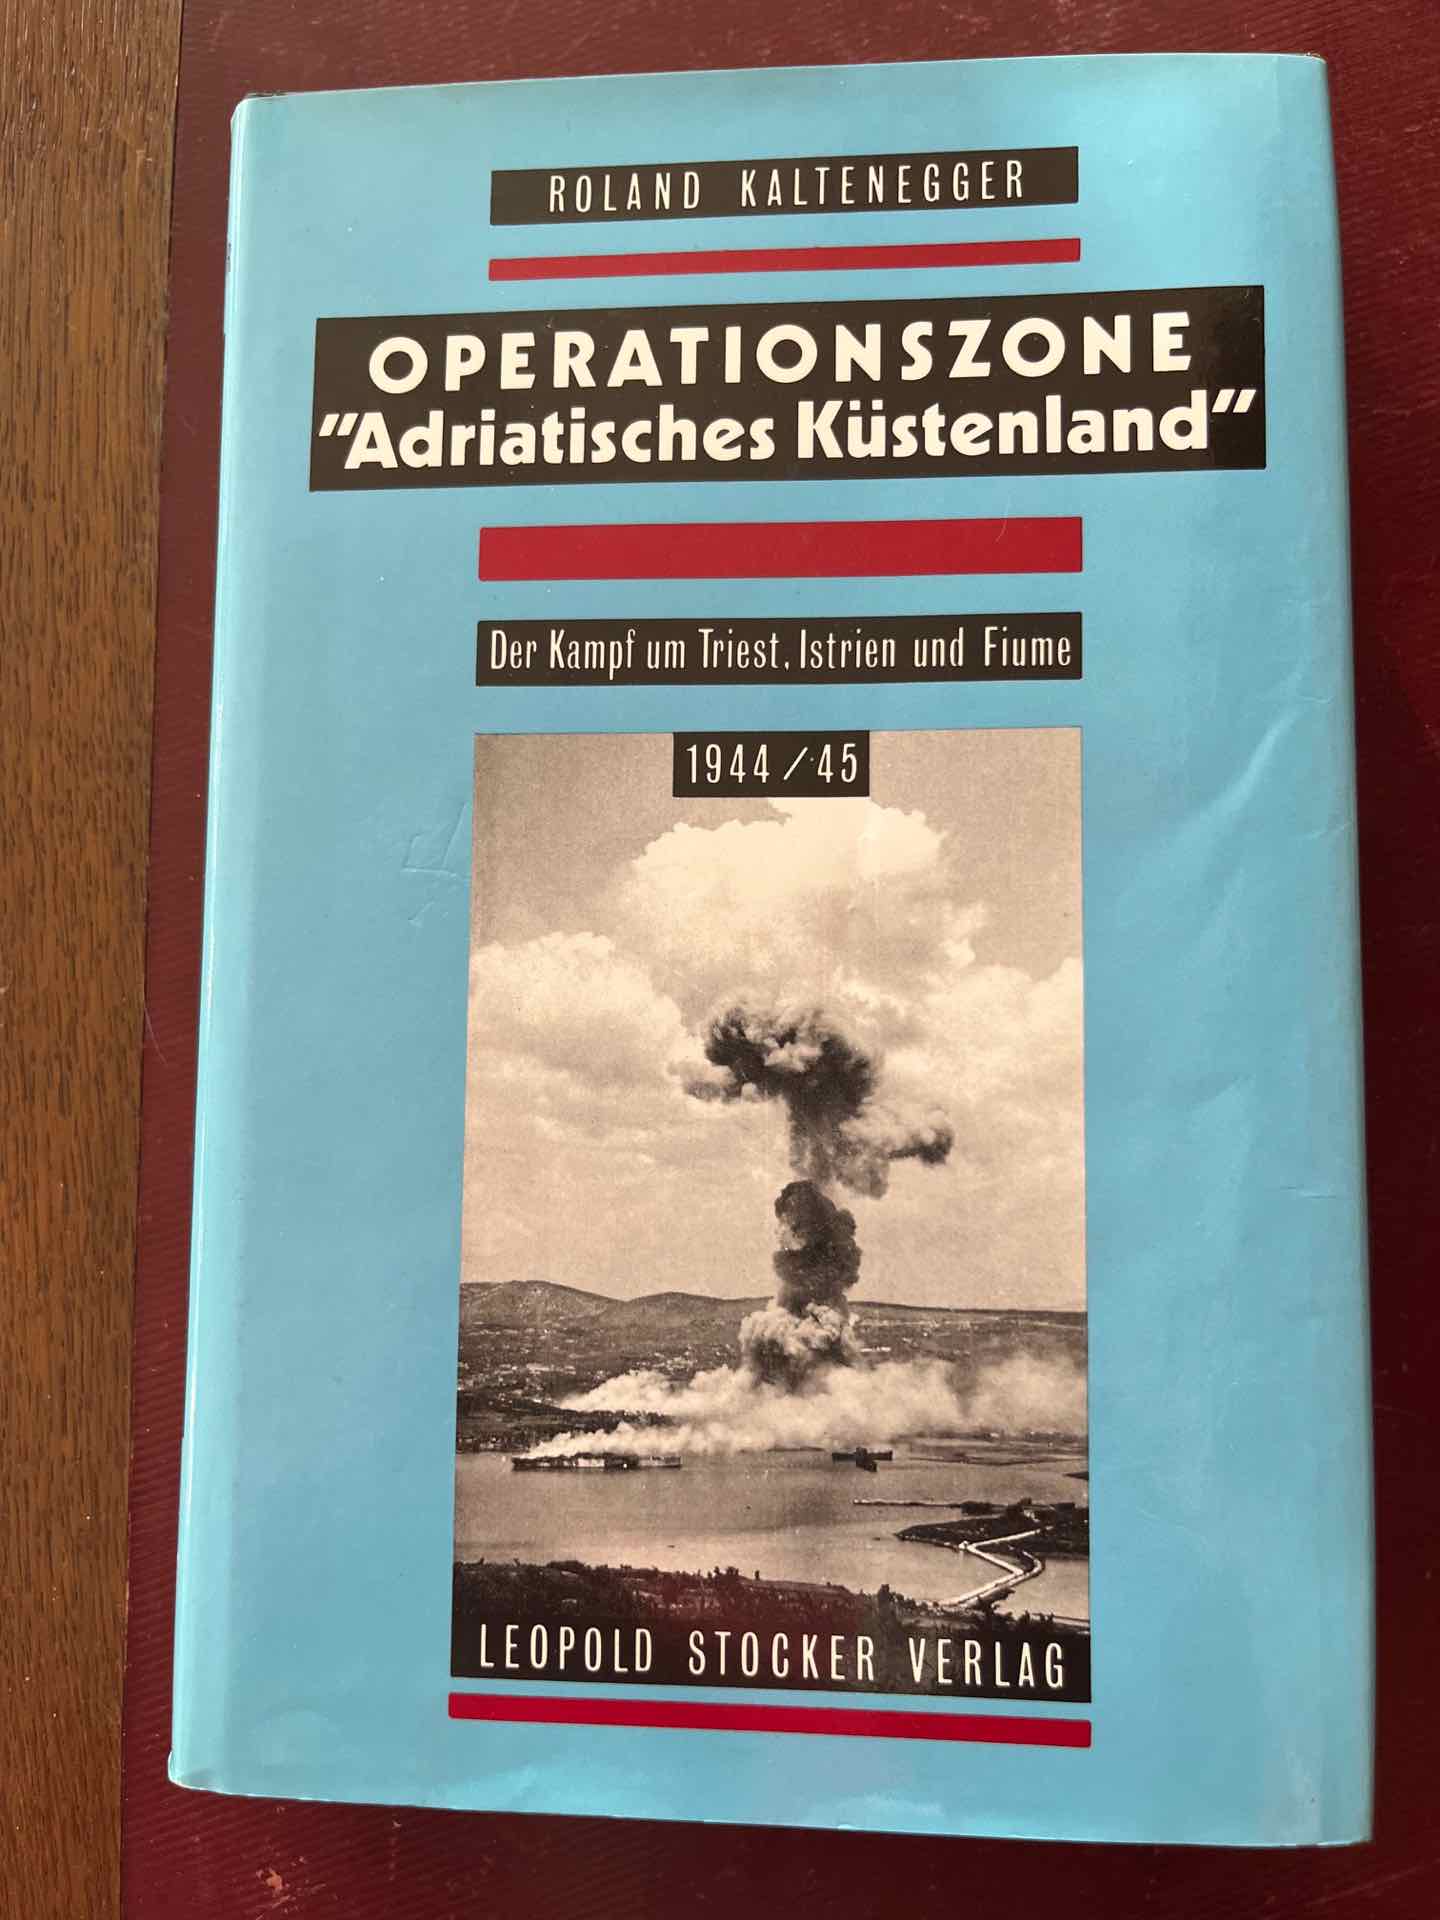 ROLAND KALTENEGGER
OPERATIONSZONE
"Adriatisches Küstenland"
Der Kampf um Triest, Istrien und Fiume
1944/45
LEOPOLD STOCKER VERLAG